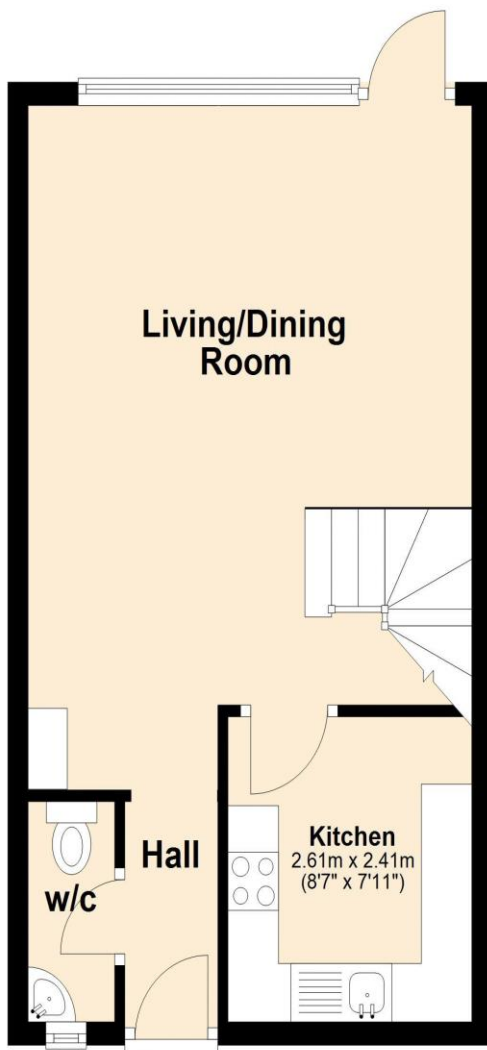 Living/Dining
Room
Kitchen
2.61m x 2.41m
(8'7" x 7'11")
Hall
w/c